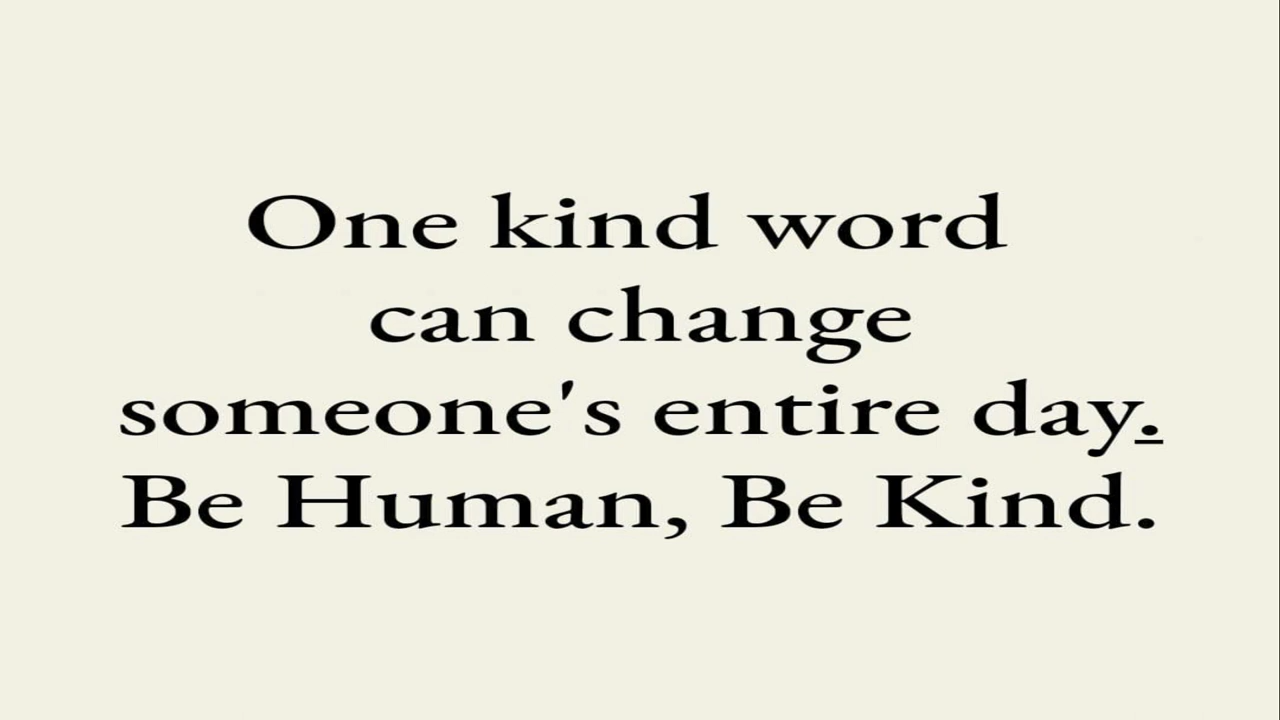 One kind word
can change
someone's entire day.
Be Human, Be Kind.